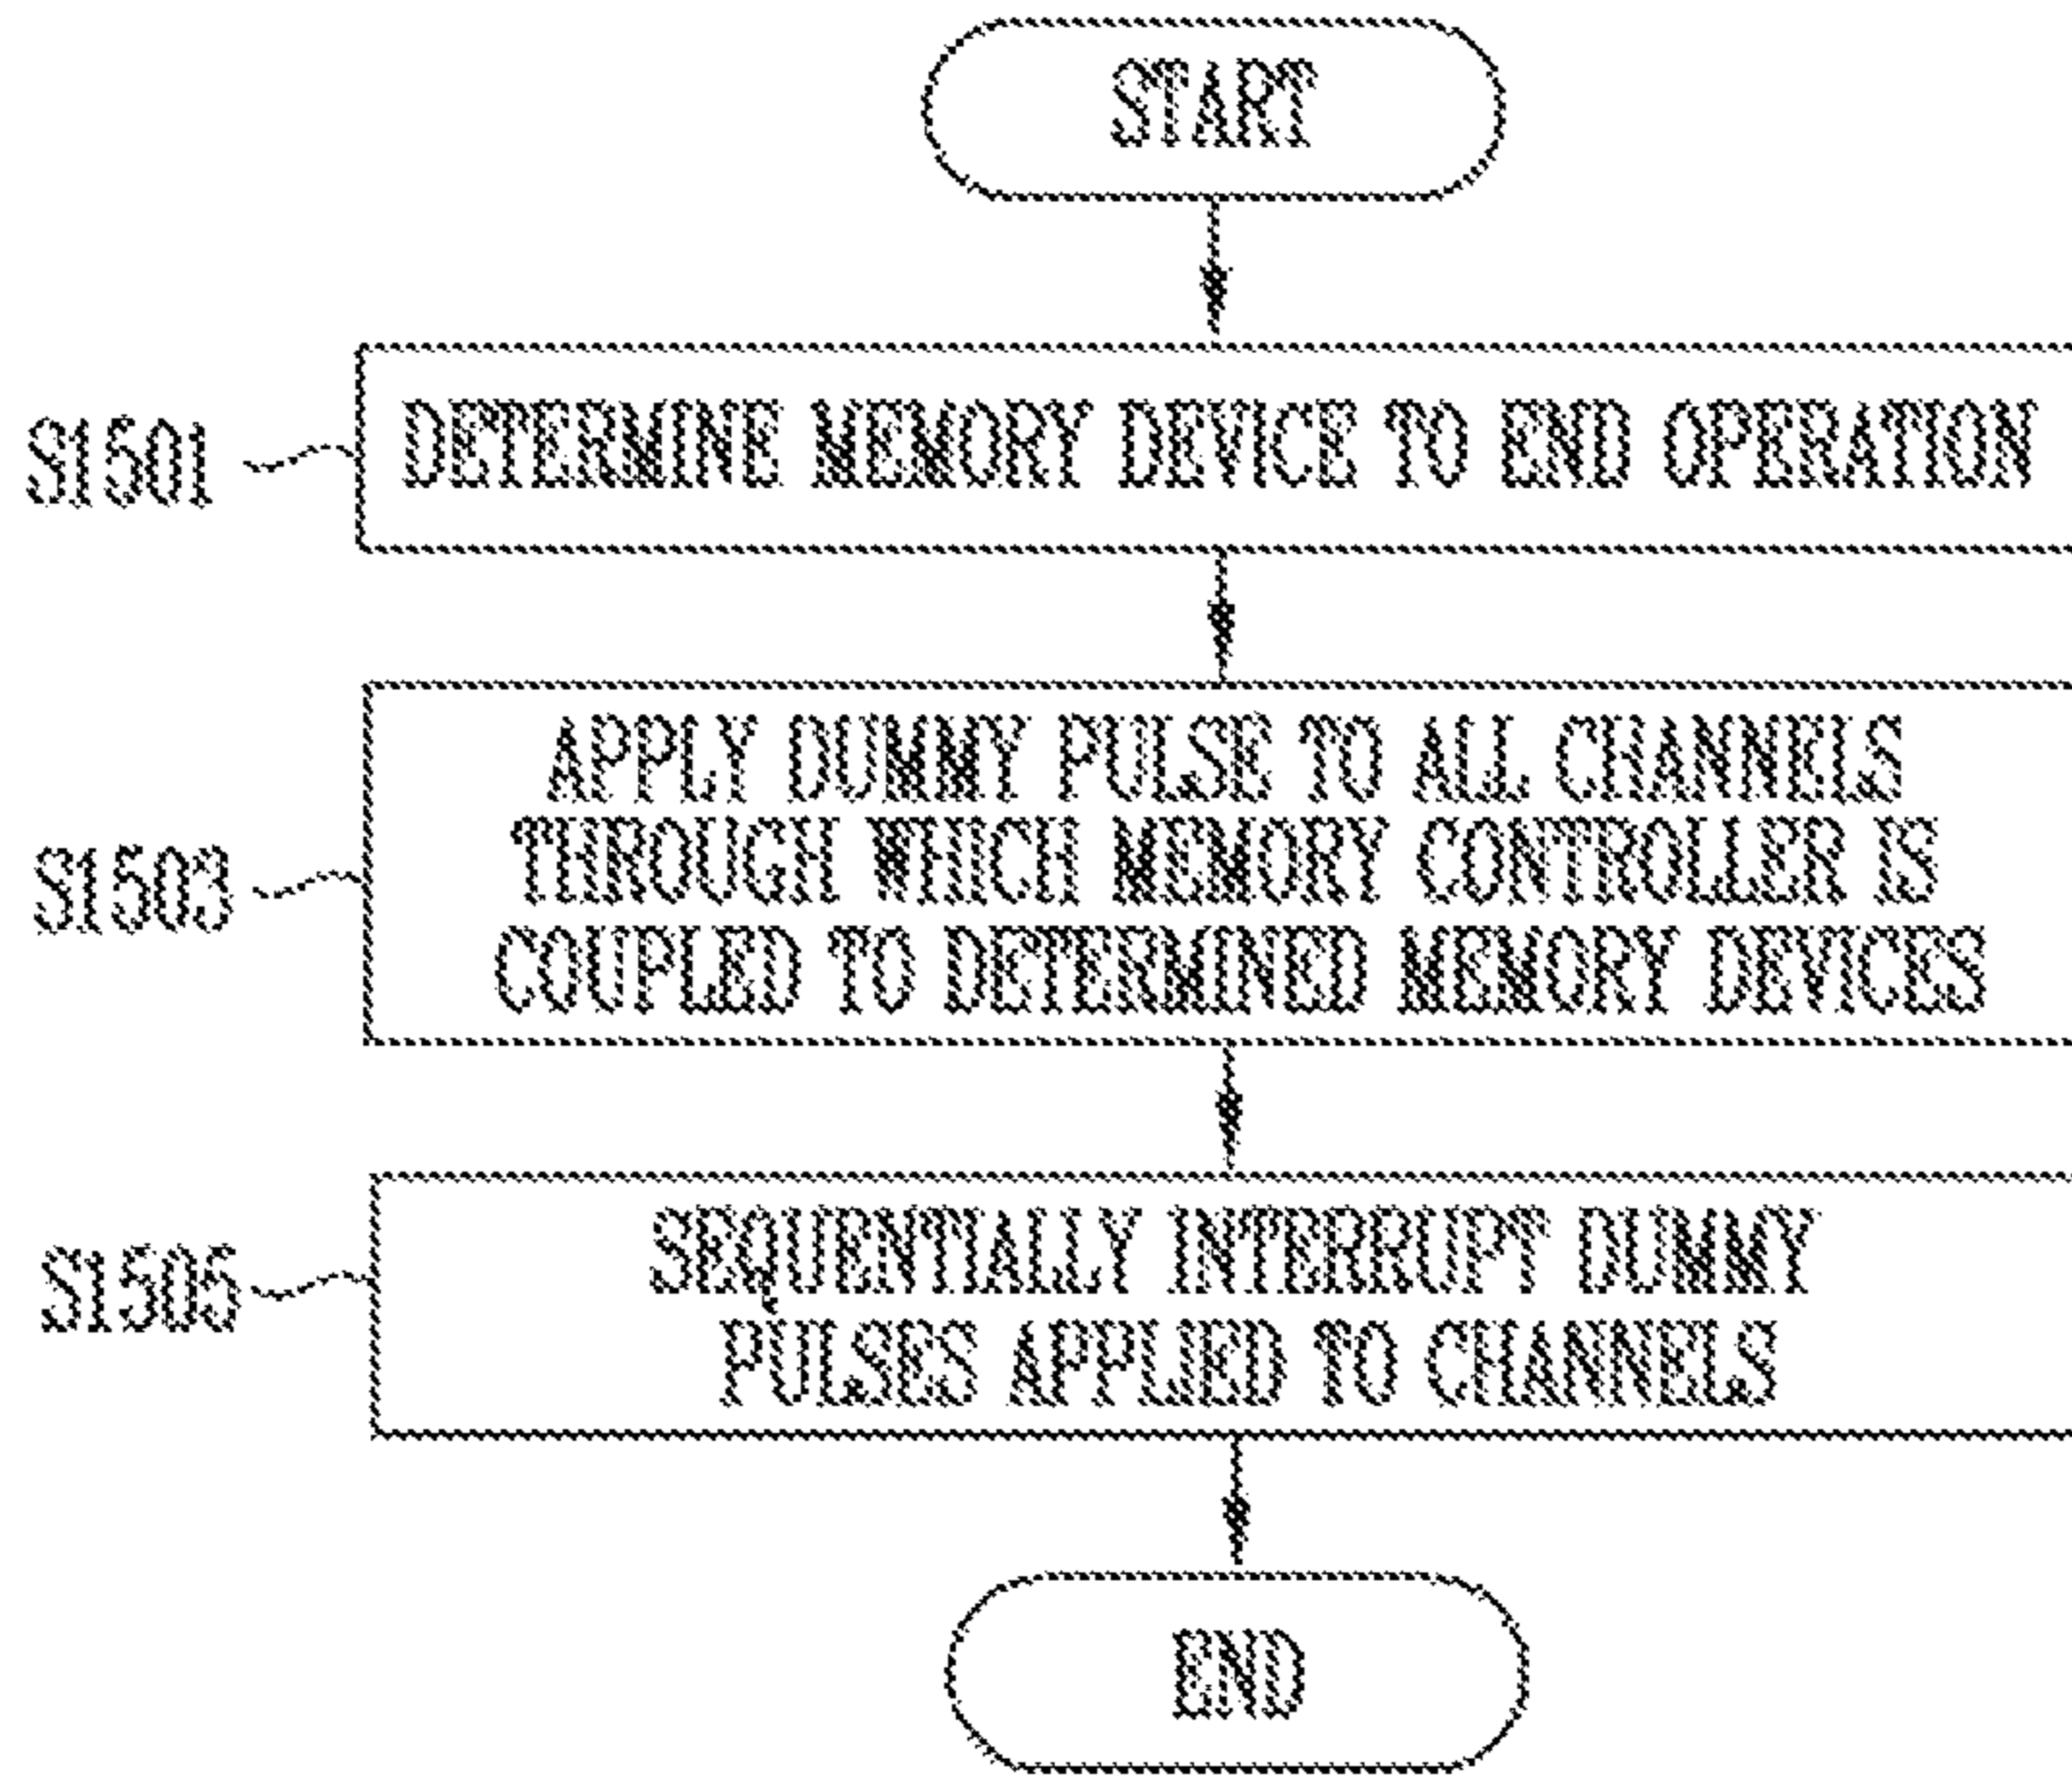 START
S1501
DETERMINE MEMORY DEVICE TO END OPERATION
S1503
APPLY DUMMY PULSE TO ALL CHANNELS
THROUGH WHICH MEMORY CONTROLLER IS
COUPLED TO DETERMINED MEMORY DEVICES
S1505
SEQUENTIALLY INTERRUPT DUMMY
PULSES APPLIED TO CHANNELS
END